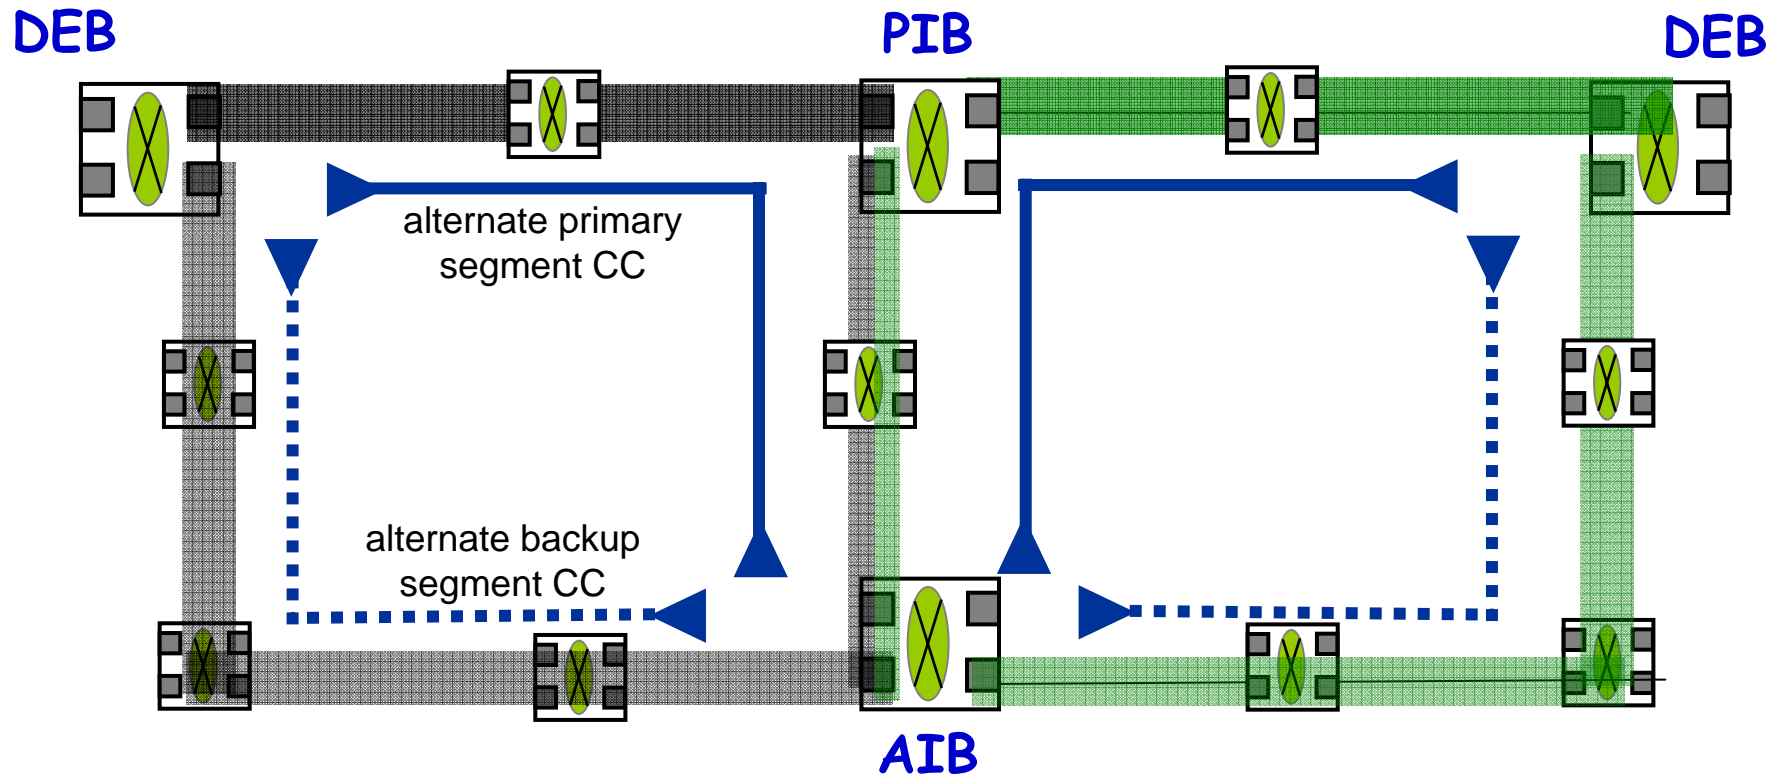 DEB
PIB
DEB
alternate primary
segment CC
alternate backup
segment CC
AIB